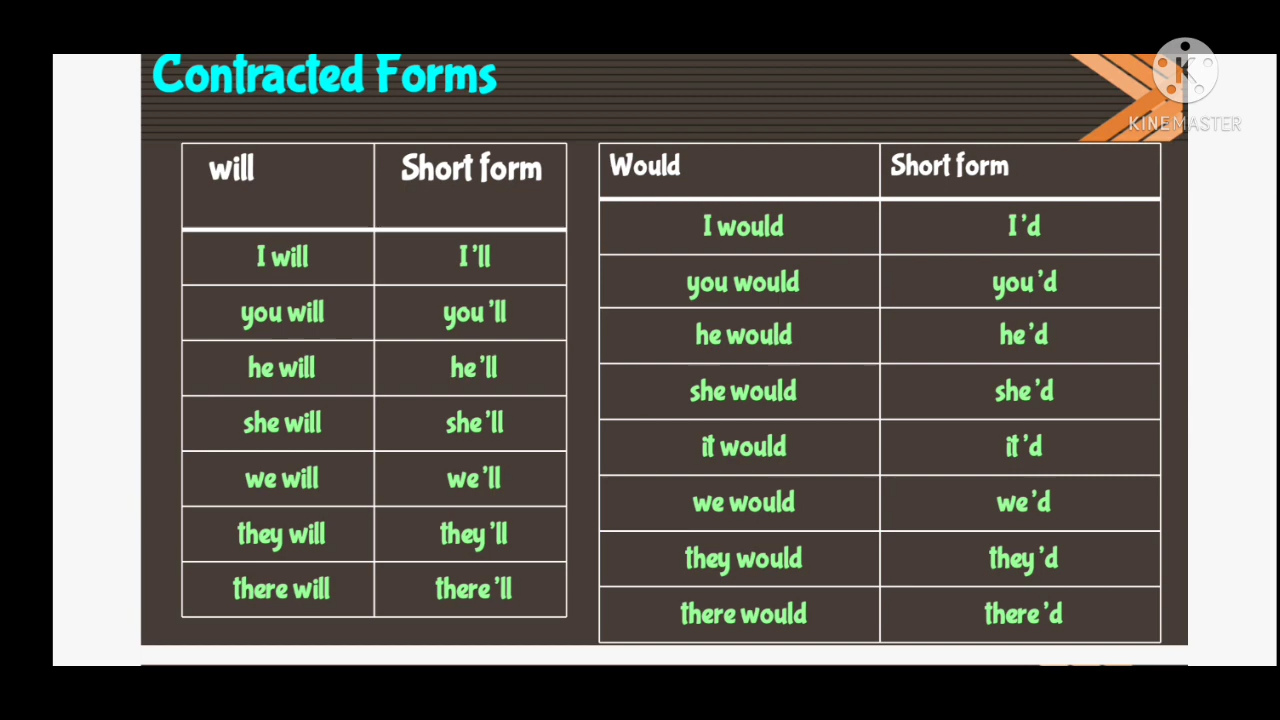 Contracted Forms
KINEMASTER
will Short form
I will I 'll
you will you 'll
he will he 'll
she will she 'll
we will we 'll
they will they 'll
there will there 'll
Would Short form
I would I 'd
you would you 'd
he would he 'd
she would she 'd
it would it 'd
we would we 'd
they would they 'd
there would there 'd